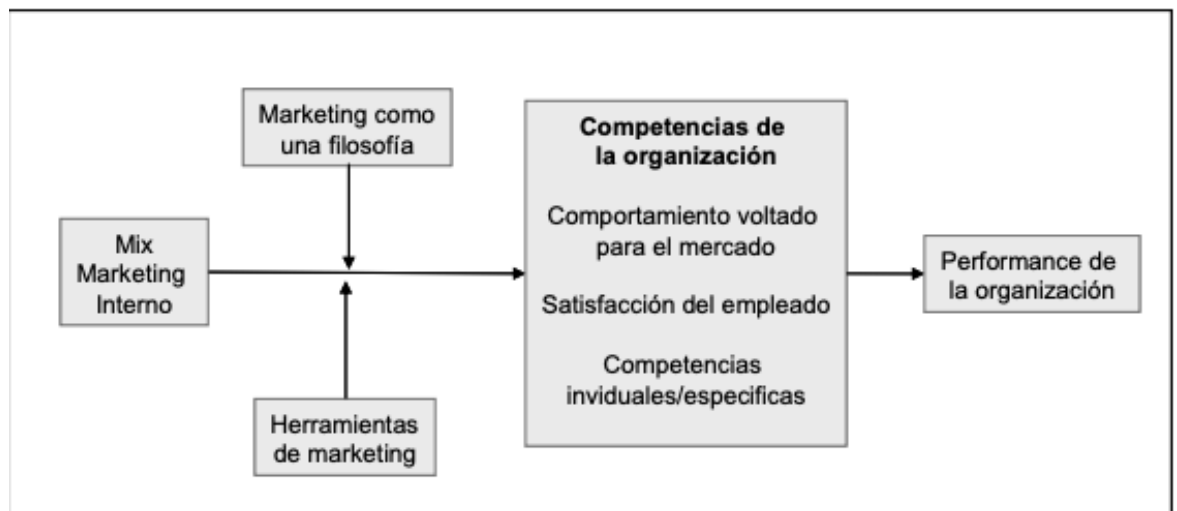 Marketing como
una filosofía
Competencias de
la organización
Comportamiento voltado
para el mercado
Mix
Marketing
Interno
Performance de
la organización
Satisfacción del empleado
Competencias
inviduales/especificas
Herramientas
de marketing